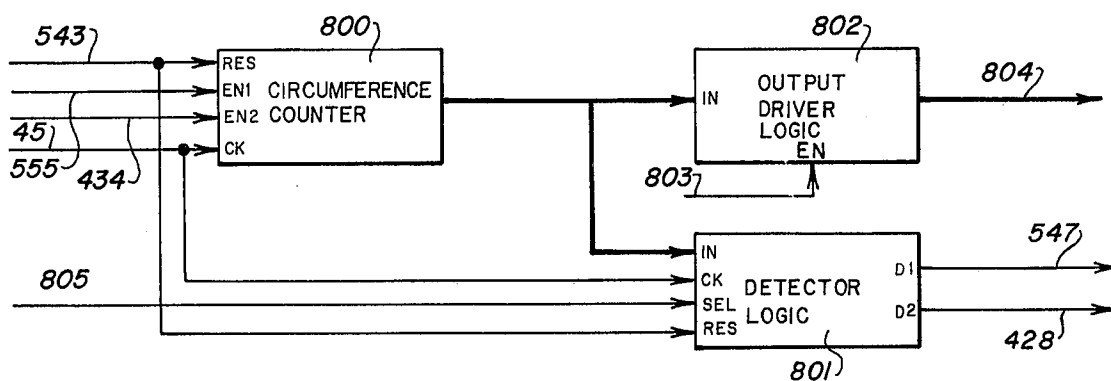 543
800
802
RES
EN1
CIRCUMFERENCE
COUNTER
EN2
CK
45
555
434
IN
OUTPUT
DRIVER
LOGIC
EN
804
803
IN
CK
SEL
RES
DETECTOR
LOGIC
D1
D2
547
428
805
801